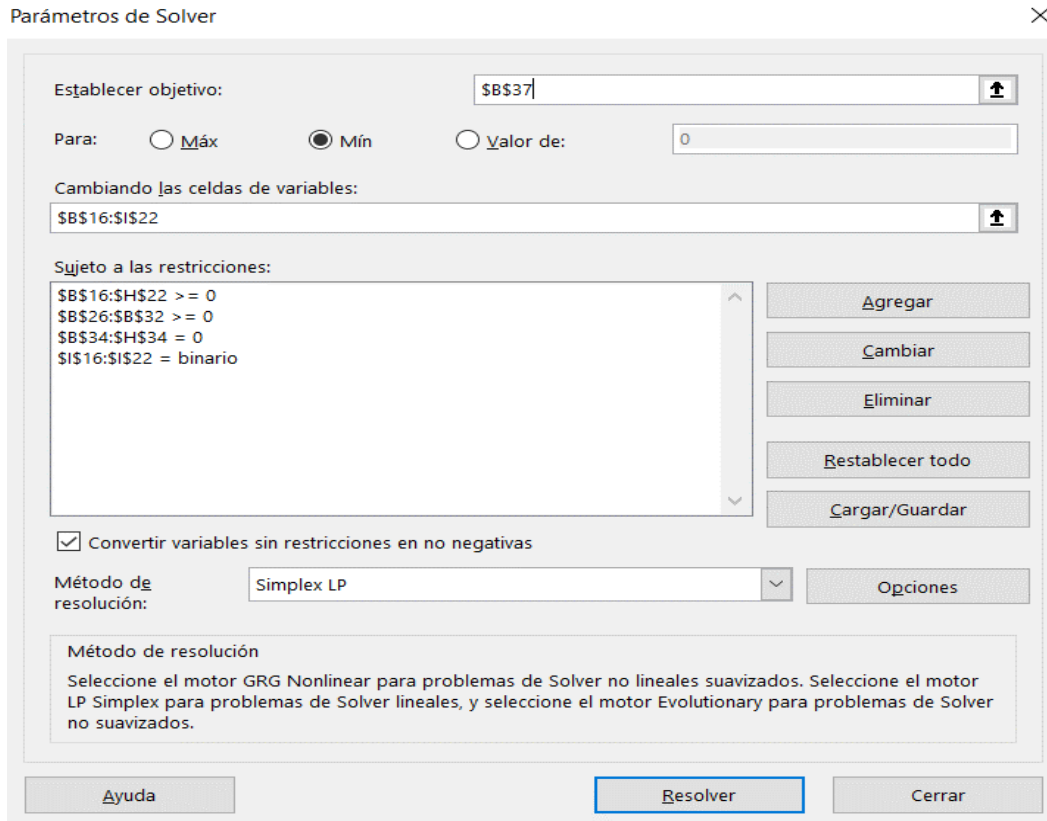 Parámetros de Solver
Establecer objetivo:
$B$37
Para:
Máx
Mín
Valor de:
0
Cambiando las celdas de variables:
$B$16:$I$22
Sujeto a las restricciones:
$B$16:$H$22 >= 0
$B$26:$B$32 >= 0
$B$34:$H$34 = 0
$I$16:$I$22 = binario
Agregar
Cambiar
Eliminar
Restablecer todo
Cargar/Guardar
Convertir variables sin restricciones en no negativas
Método de
resolución:
Simplex LP
Opciones
Método de resolución
Seleccione el motor GRG Nonlinear para problemas de Solver no lineales suavizados. Seleccione el motor
LP Simplex para problemas de Solver lineales, y seleccione el motor Evolutionary para problemas de Solver
no suavizados.
Ayuda
Resolver
Cerrar